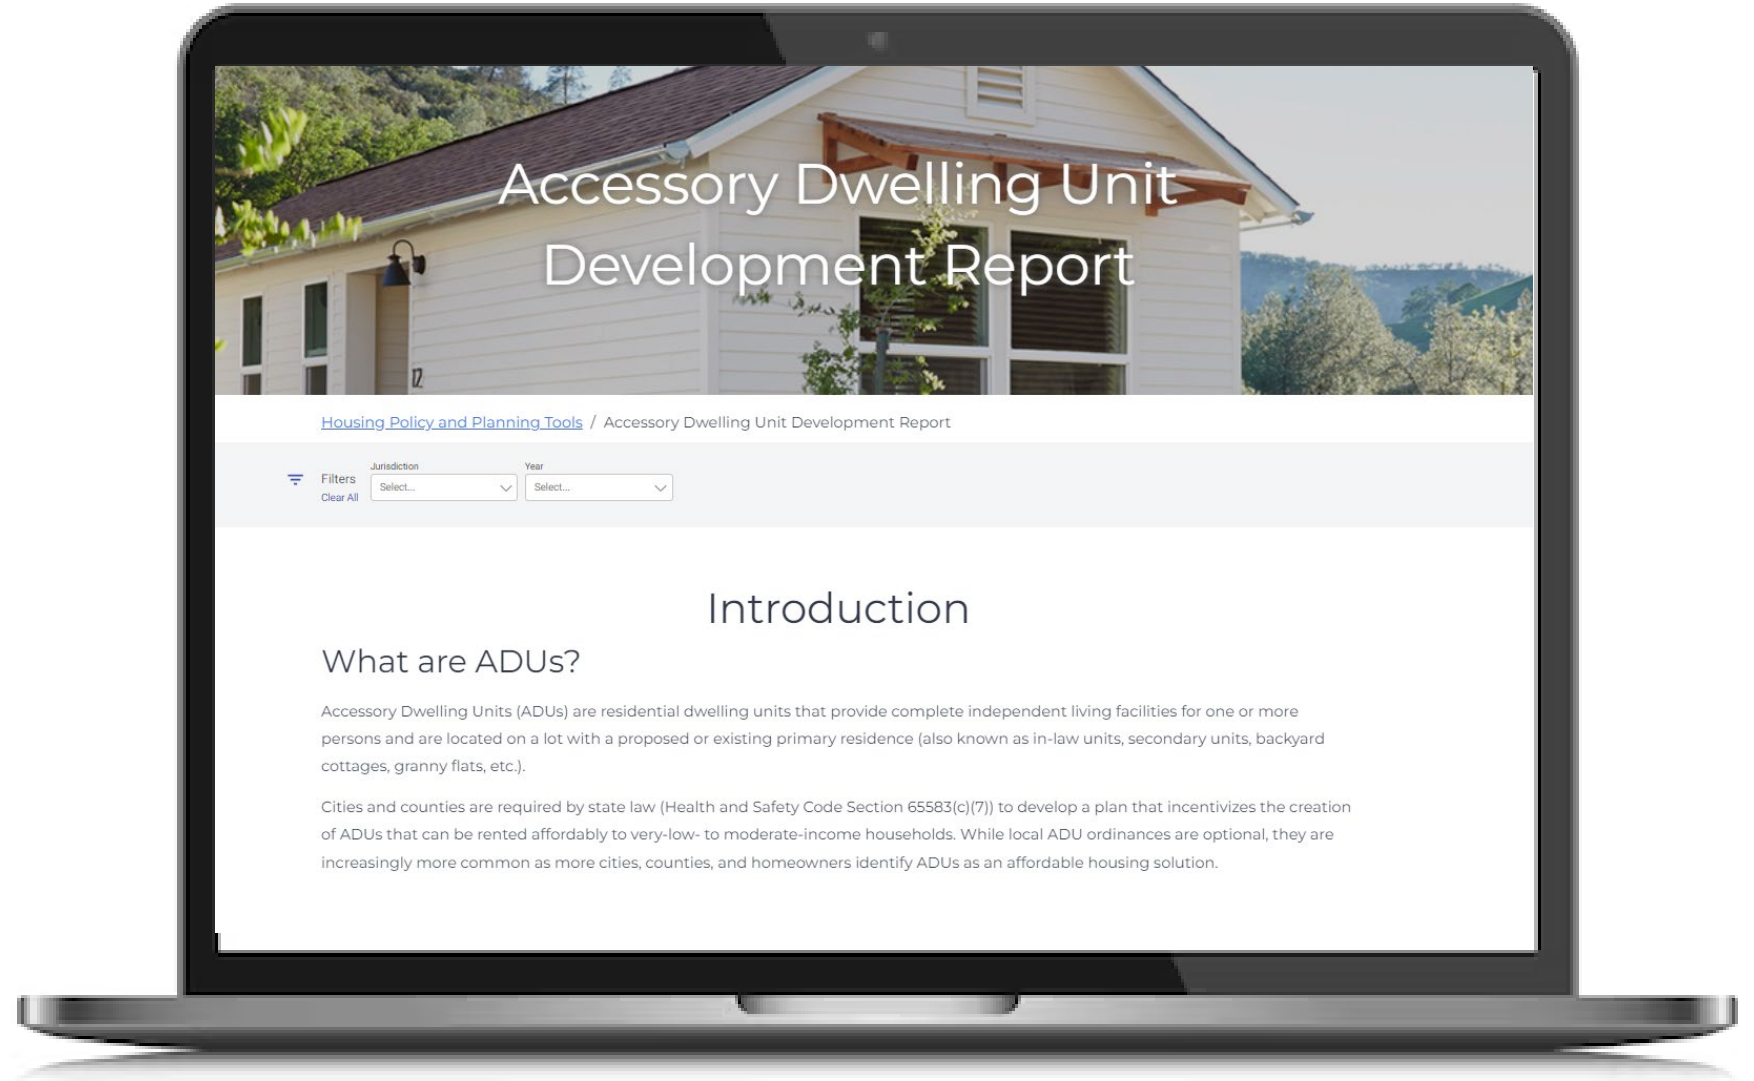 Accessory Dwelling Unit
Development Report
12
Housing Policy and Planning Tools / Accessory Dwelling Unit Development Report
Filters
Clear All
Jurisdiction
Select...
Year
Select...
Introduction
What are ADUs?
Accessory Dwelling Units (ADUs) are residential dwelling units that provide complete independent living facilities for one or more
persons and are located on a lot with a proposed or existing primary residence (also known as in-law units, secondary units, backyard
cottages, granny flats, etc.).
Cities and counties are required by state law (Health and Safety Code Section 65583(c)(7)) to develop a plan that incentivizes the creation
of ADUs that can be rented affordably to very-low- to moderate-income households. While local ADU ordinances are optional, they are
increasingly more common as more cities, counties, and homeowners identify ADUs as an affordable housing solution.